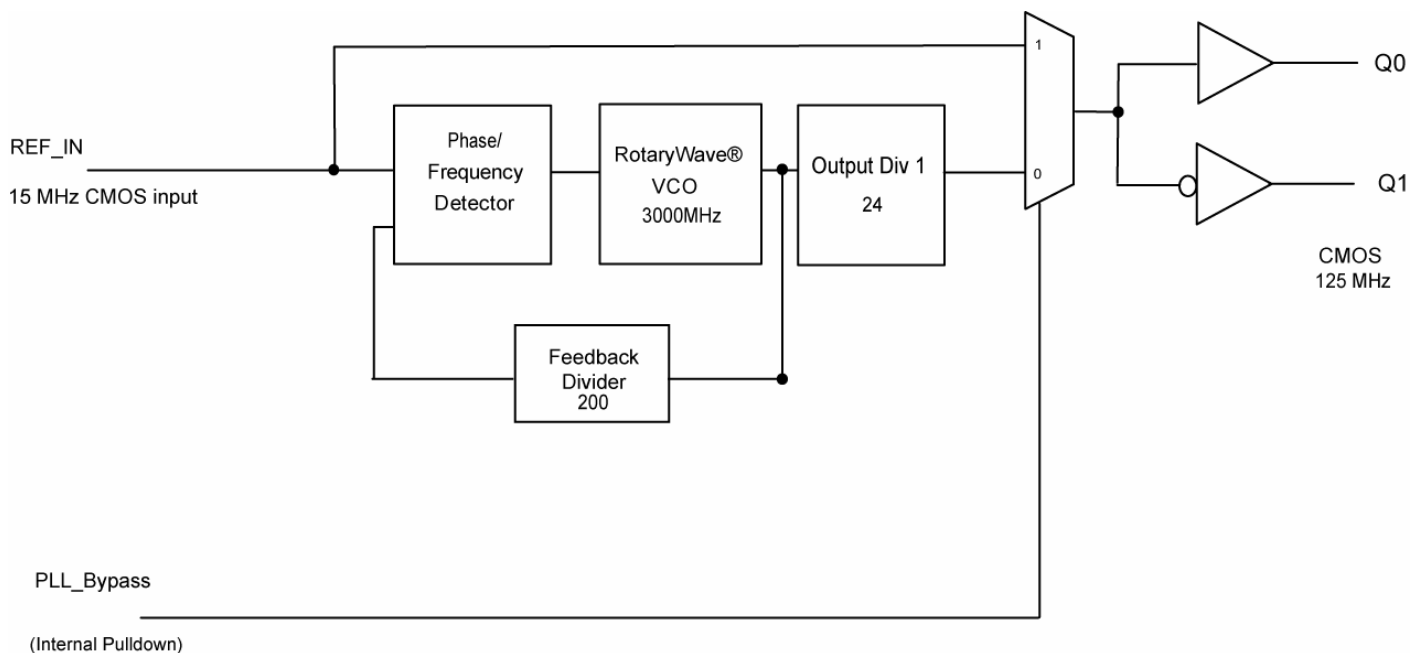 REF_IN
15 MHz CMOS input
Phase/
Frequency
Detector
RotaryWave®
VCO
3000MHz
Output Div 1
24
Feedback
Divider
200
1
0
Q0
Q1
CMOS
125 MHz
PLL_Bypass
(Internal Pulldown)